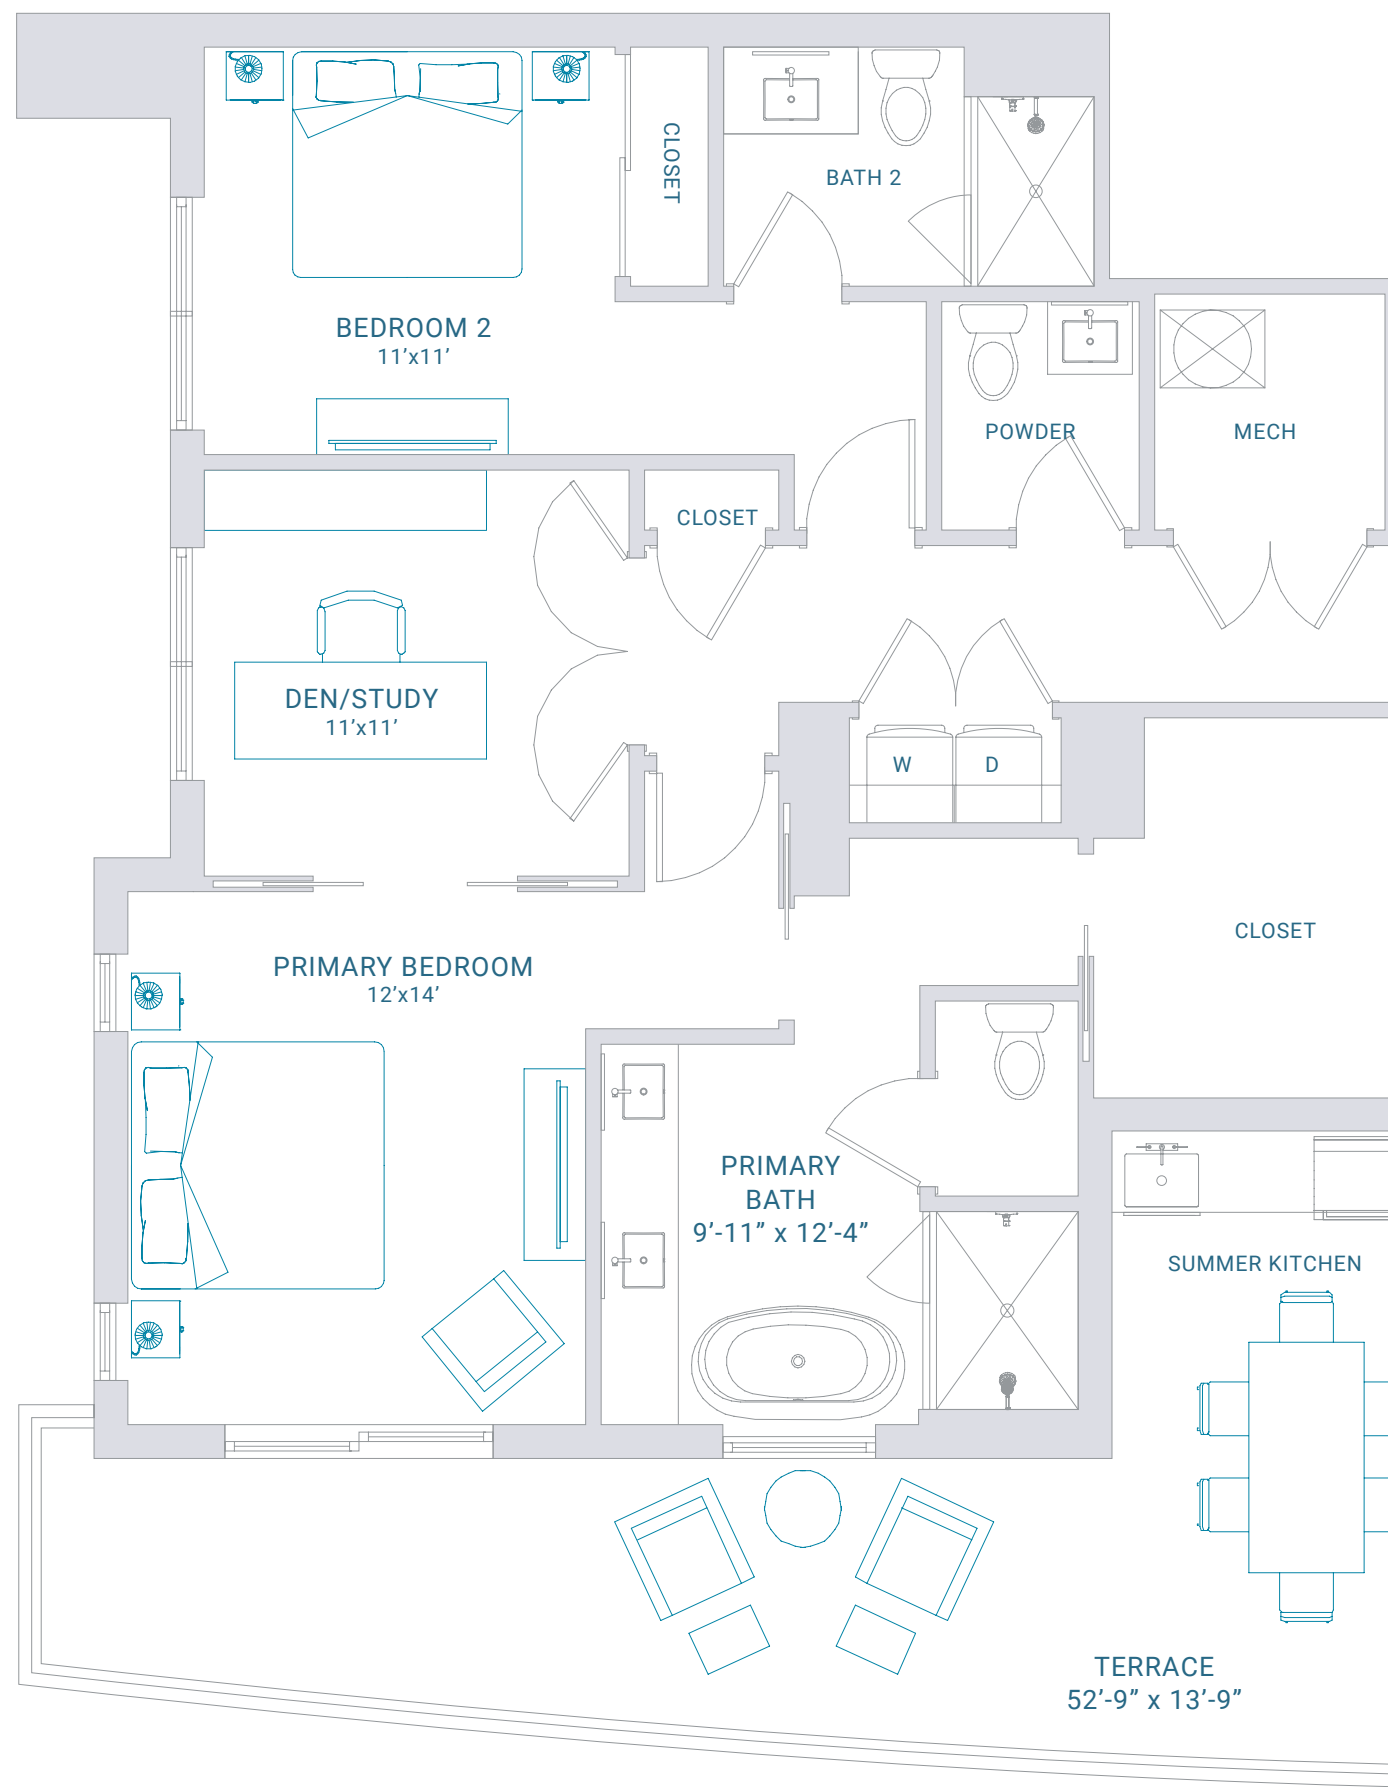 CLOSET
BATH 2
BEDROOM 2
11’x11’
POWDER
MECH
CLOSET
DEN/STUDY
11’x11’
W
D
CLOSET
PRIMARY BEDROOM
12’x14’
PRIMARY
BATH
9’-11” x 12’-4”
SUMMER KITCHEN
TERRACE
52’-9” x 13’-9”